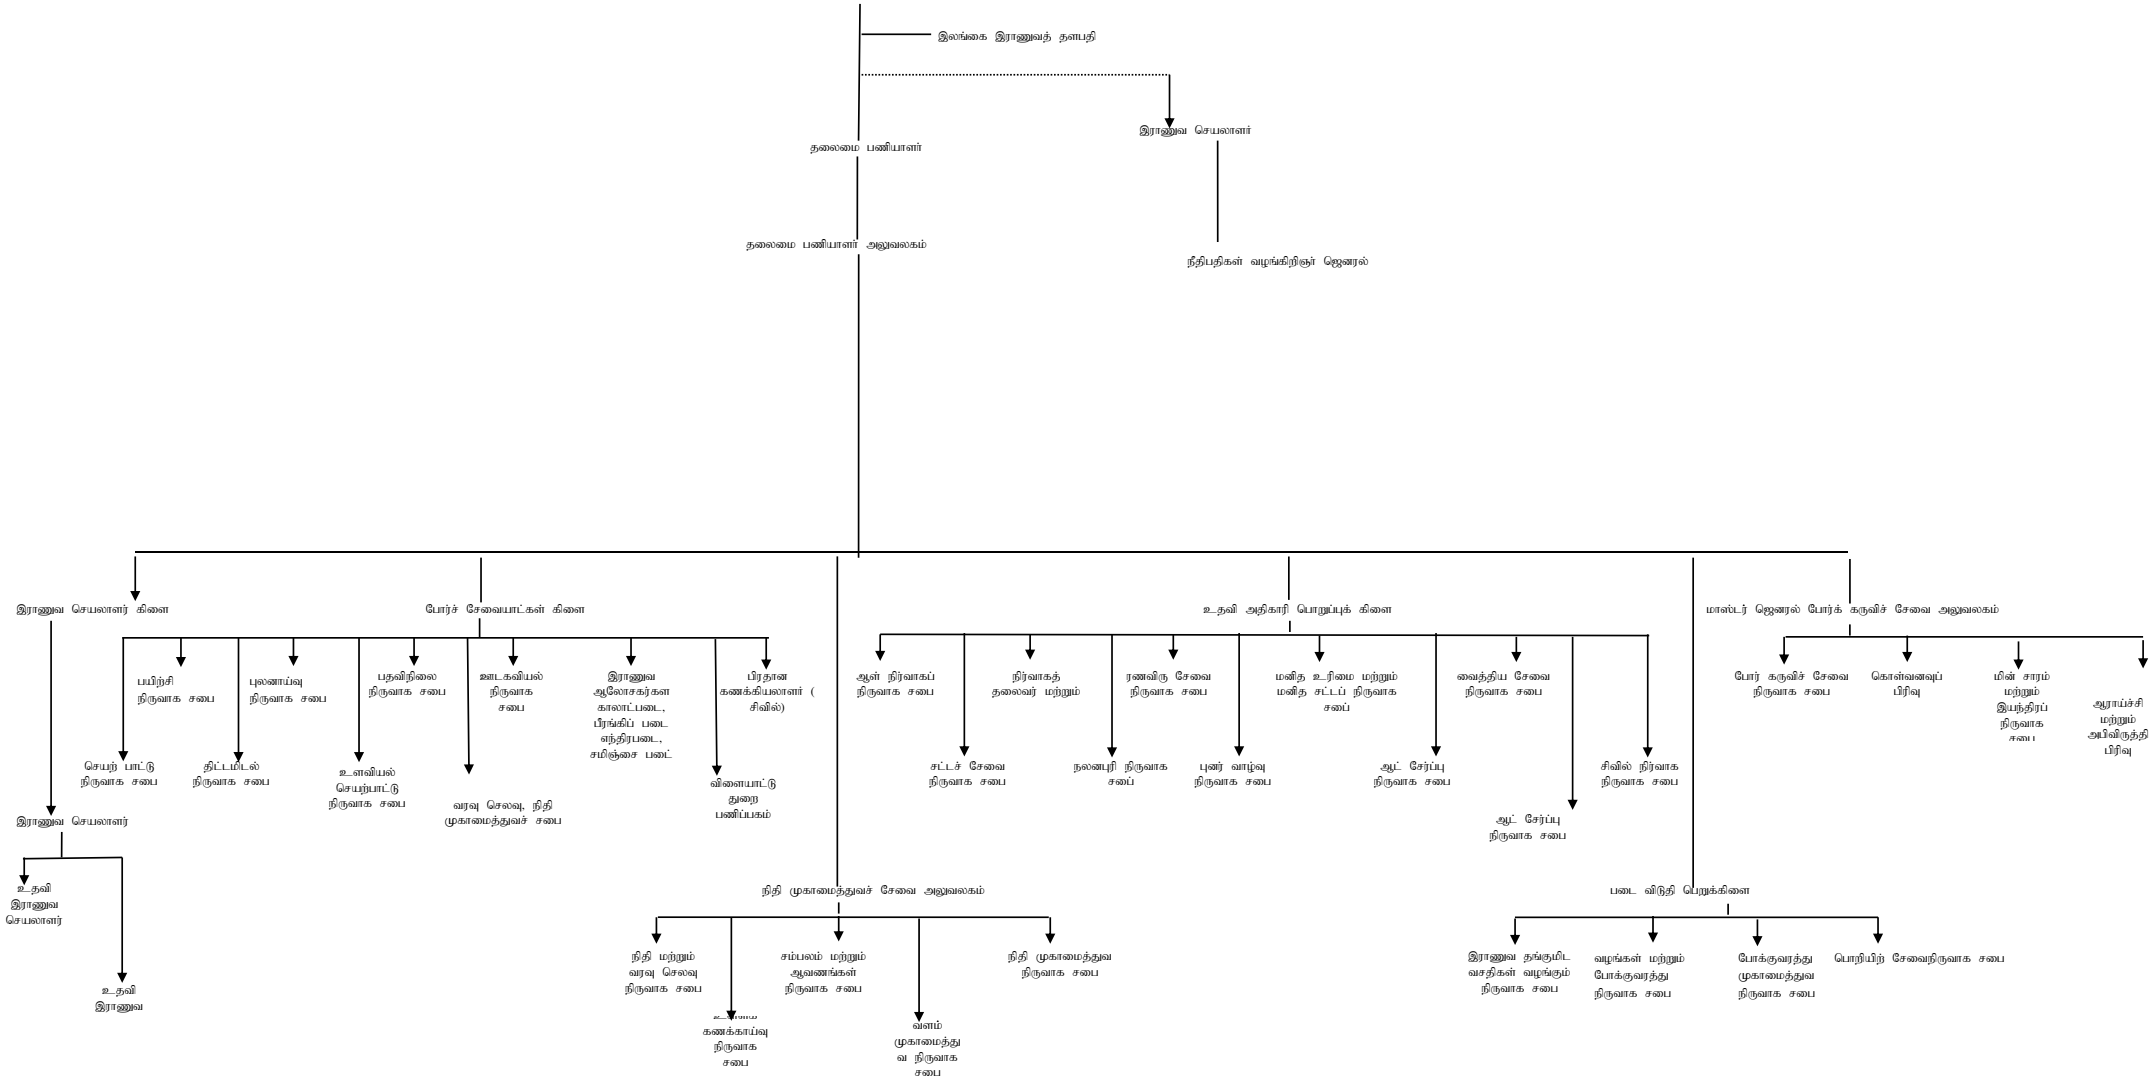 இலங்கை இராணுவத் தளபதி
இராணுவ செயலாளர்
தலைமை பணியாளர்
தலைமை பணியாளர் அலுவலகம்
நீதிபதிகள் வழங்கிறிஞர் ஜெனரல்
இராணுவ செயலாளர் கிளை
போர்ச் சேவையாட்கள் கிளை
உதவி அதிகாரி பொறுப்புக் கிளை
மாஸ்டர் ஜெனரல் போர்க் கருவிச் சேவை அலுவலகம்
பயிற்சி
நிருவாக சபை
புலனாய்வு
நிருவாக சபை
பதவிநிலை
நிருவாக சபை
ஊடகவியல்
நிருவாக
சபை
இராணுவ
ஆலோசகர்கள
காலாட்படை,
பீரங்கிப் படை
எந்திரபடை,
சமிஞ்சை படைட்
பிரதான
கணக்கியலாளர் (
சிவில்)
ஆள் நிர்வாகப்
நிருவாக சபை
நிர்வாகத்
தலைவர் மற்றும்
ரணவிரு சேவை
நிருவாக சபை
மனித உரிமை மற்றும்
மனித சட்டப் நிருவாக
சபைப்
வைத்திய சேவை
நிருவாக சபை
போர் கருவிச் சேவை
நிருவாக சபை
கொள்வனவுப்
பிரிவு
மின் சாரம்
மற்றும்
இயந்திரப்
நிருவாக
சபை
ஆராய்ச்சி
மற்றும்
அபிவிருத்தி
பிரிவு
செயற் பாட்டு
நிருவாக சபை
திட்டமிடல்
நிருவாக சபை
உளவியல்
செயற்பாட்டு
நிருவாக சபை
வரவு செலவு, நிதி
முகாமைத்துவச் சபை
விளையாட்டு
துறை
பணிப்பகம்
சட்டச் சேவை
நிருவாக சபை
நலனபுரி நிருவாக
சபைப்
புனர் வாழ்வு
நிருவாக சபை
ஆட் சேர்ப்பு
நிருவாக சபை
ஆட் சேர்ப்பு
நிருவாக சபை
சிவில் நிர்வாக
நிருவாக சபை
இராணுவ செயலாளர்
உதவி
இராணுவ
செயலாளர்
உதவி
இராணுவ
நிதி முகாமைத்துவச் சேவை அலுவலகம்
படை விடுதி பெறுக்கிளை
நிதி மற்றும்
வரவு செலவு
நிருவாக சபை
சம்பலம் மற்றும்
ஆவணங்கள்
நிருவாக சபை
நிதி முகாமைத்துவ
நிருவாக சபை
கணக்காய்வு
நிருவாக
சபை
வளம்
முகாமைத்து
வ நிருவாக
சபை
இராணுவ தங்குமிட
வசதிகள் வழங்கும்
நிருவாக சபை
வழங்கள் மற்றும்
போக்குவரத்து
நிருவாக சபை
போக்குவரத்து
முகாமைத்துவ
நிருவாக சபை
பொறியிற் சேவைநிருவாக சபை